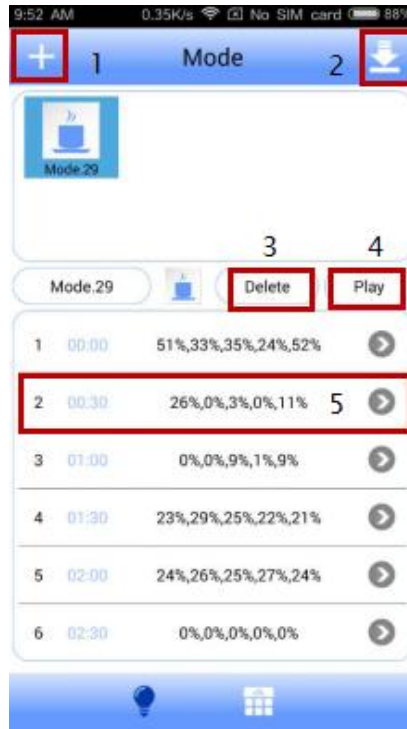 9:52 AM 0.35K/s No SIM card 88%
+ 1 Mode 2
Mode.29
3 4
Mode.29 Delete Play
1 00:00 51%,33%,35%,24%,52%
2 00:30 26%,0%,3%,0%,11% 5
3 01:00 0%,0%,9%,1%,9%
4 01:30 23%,29%,25%,22%,21%
5 02:00 24%,26%,25%,27%,24%
6 02:30 0%,0%,0%,0%,0%